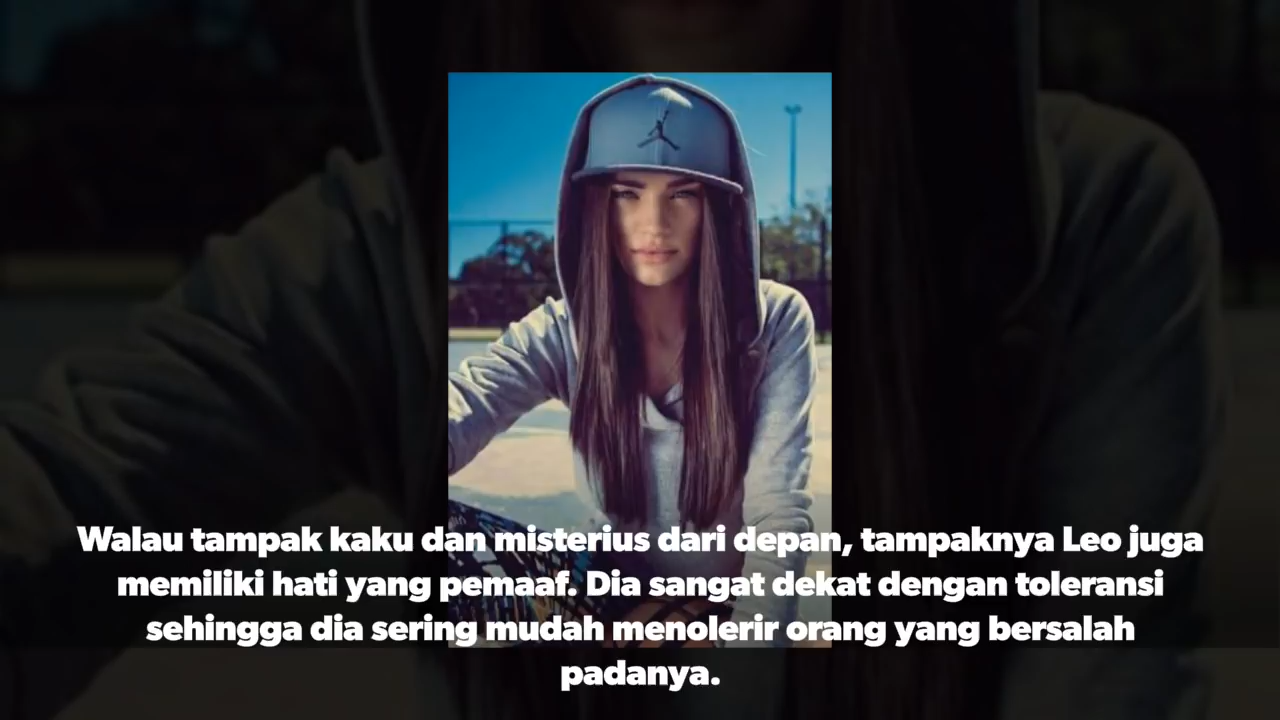 Walau tampak kaku dan misterius dari depan, tampaknya Leo juga
memiliki hati yang pemaaf. Dia sangat dekat dengan toleransi
sehingga dia sering mudah menolerir orang yang bersalah
padanya.